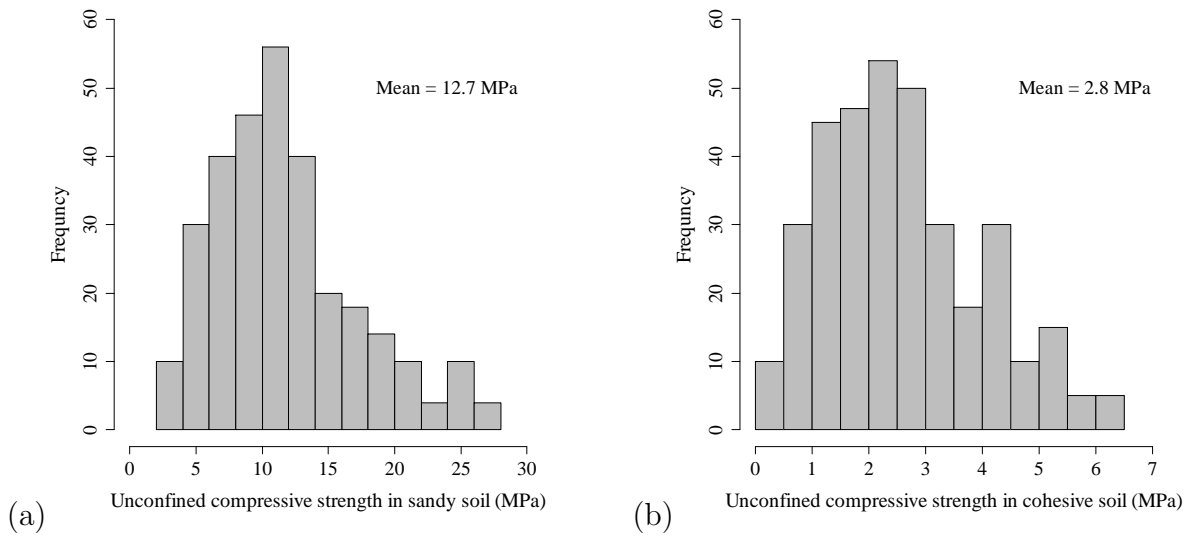 Frequncy
0 10 20 30 40 50 60
Mean = 12.7 MPa
0 5 10 15 20 25 30
Unconfined compressive strength in sandy soil (MPa)
(a)
Frequncy
0 10 20 30 40 50 60
Mean = 2.8 MPa
0 1 2 3 4 5 6 7
Unconfined compressive strength in cohesive soil (MPa)
(b)